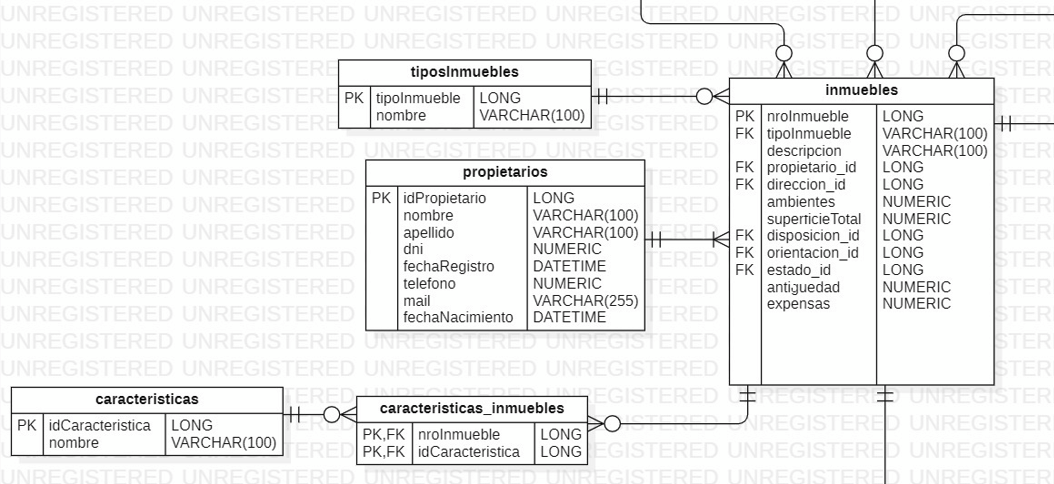 tiposInmuebles
PK tipoInmueble LONG
nombre VARCHAR(100)
propietarios
PK idPropietario LONG
nombre VARCHAR(100)
apellido VARCHAR(100)
dni NUMERIC
fechaRegistro DATETIME
telefono NUMERIC
mail VARCHAR(255)
fechaNacimiento DATETIME
inmuebles
PK nroInmueble LONG
FK tipoInmueble VARCHAR(100)
descripcion VARCHAR(100)
FK propietario_id LONG
FK direccion_id LONG
ambientes NUMERIC
superticieTotal NUMERIC
FK disposicion_id LONG
FK orientacion_id LONG
FK estado_id LONG
antiguedad NUMERIC
expensas NUMERIC
caracteristicas
PK idCaracteristica LONG
nombre VARCHAR(100)
caracteristicas_inmuebles
PK,FK nroInmueble LONG
PK,FK idCaracteristica LONG
UNREGISTERED